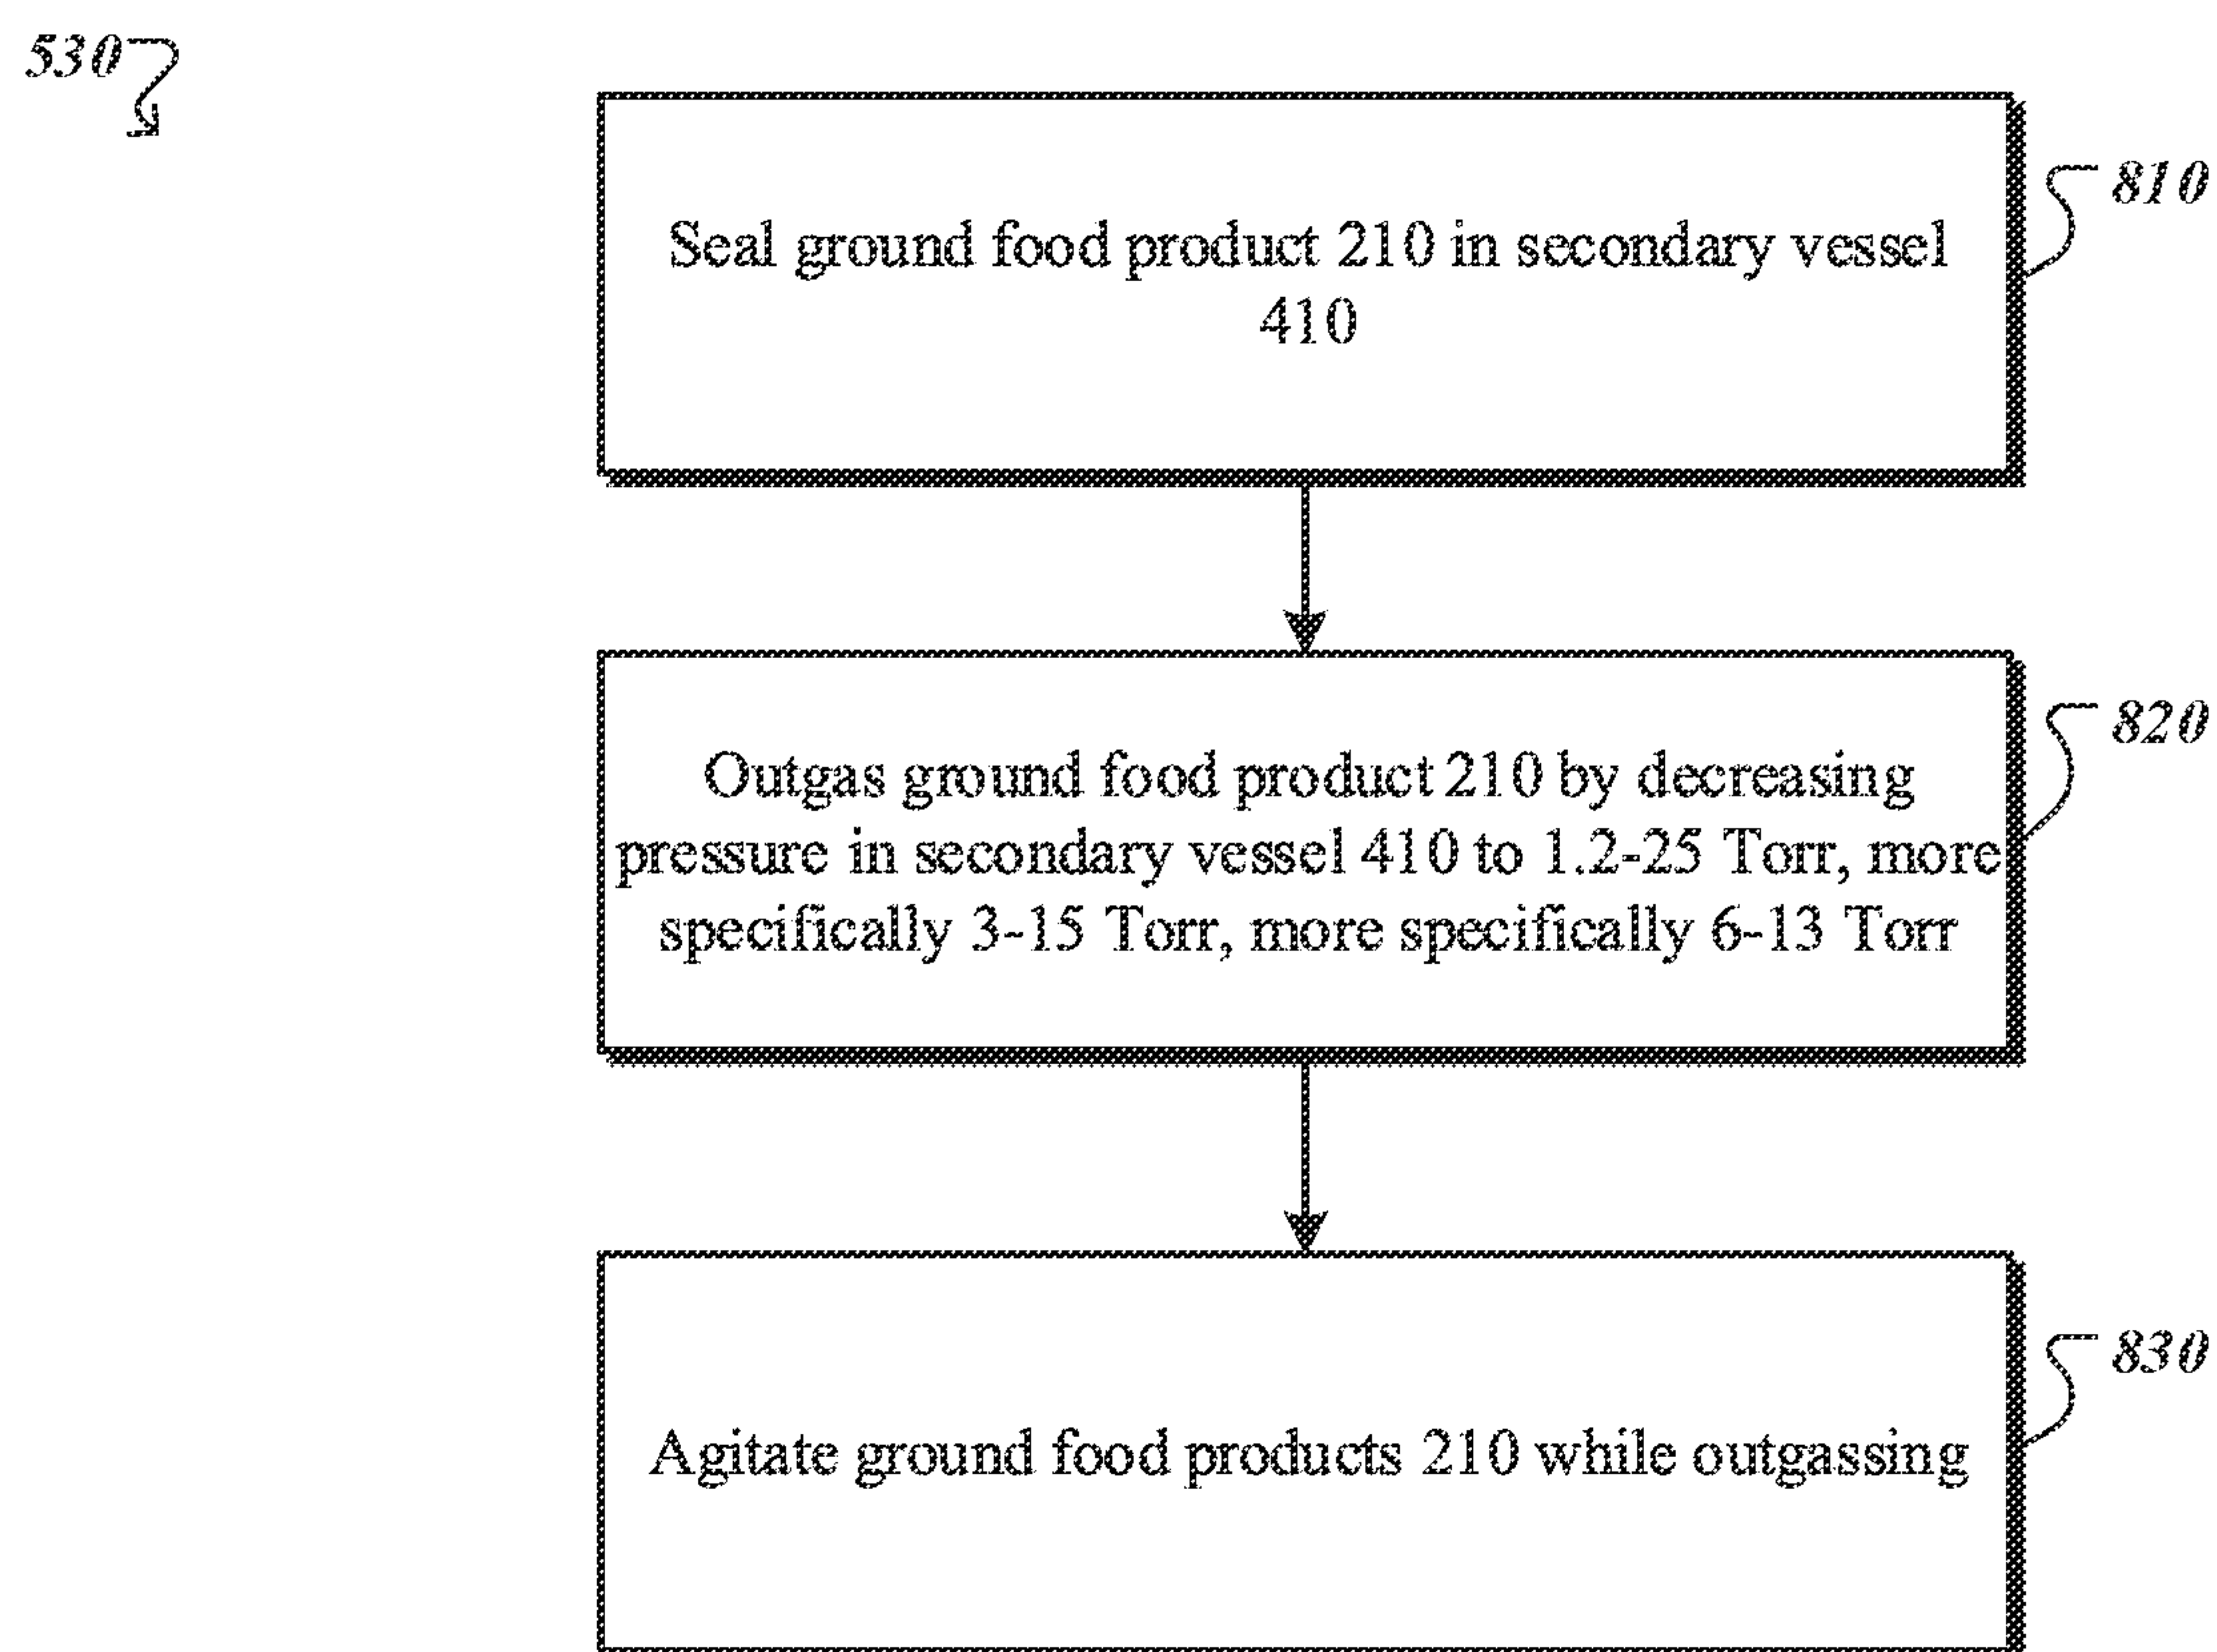 530
810
Seal ground food product 210 in secondary vessel
410
820
Outgas ground food product 210 by decreasing
pressure in secondary vessel 410 to 1.2-25 Torr, more
specifically 3-15 Torr, more specifically 6-13 Torr
830
Agitate ground food products 210 while outgassing